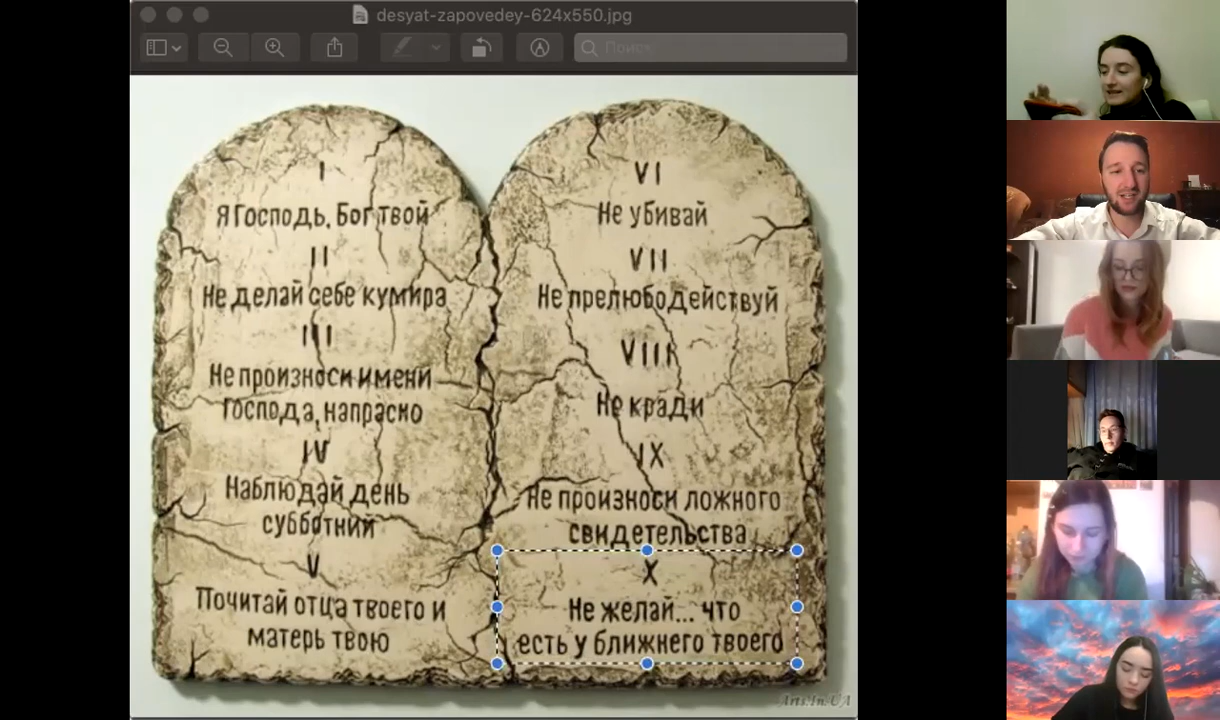 desyat-zapovedey-624x550.jpg
Поиск
I
Я Господь, Бог твой
II
Не делай себе кумира
III
Не произноси имени
господа, напрасно
IV
Наблюдай день
субботний
V
Почитай отца твоего и
матерь твою
VI
Не убивай
VII
Не прелюбодействуй
VIII
Не кради
IX
Не произноси ложного
свидетельства
X
Не желай... что
есть у ближнего твоего
Arts.In.UA